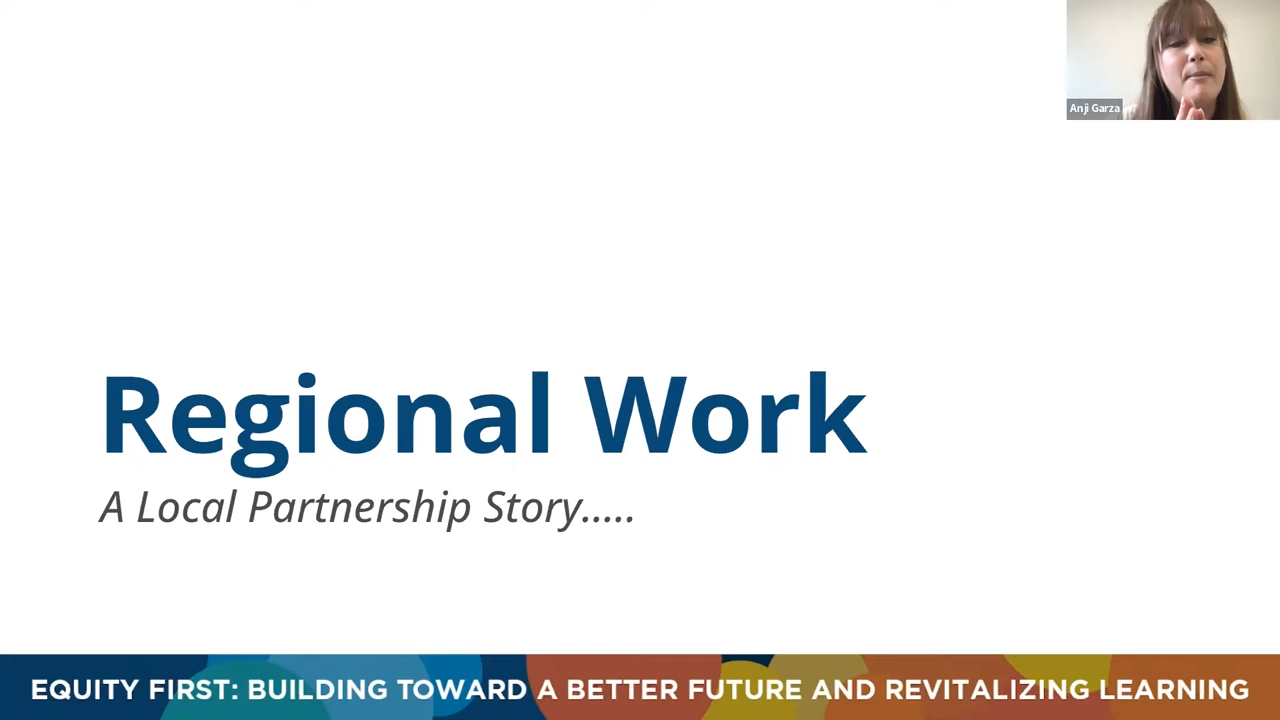 Anji Garza
Regional Work
A Local Partnership Story.....
EQUITY FIRST: BUILDING TOWARD A BETTER FUTURE AND REVITALIZING LEARNING